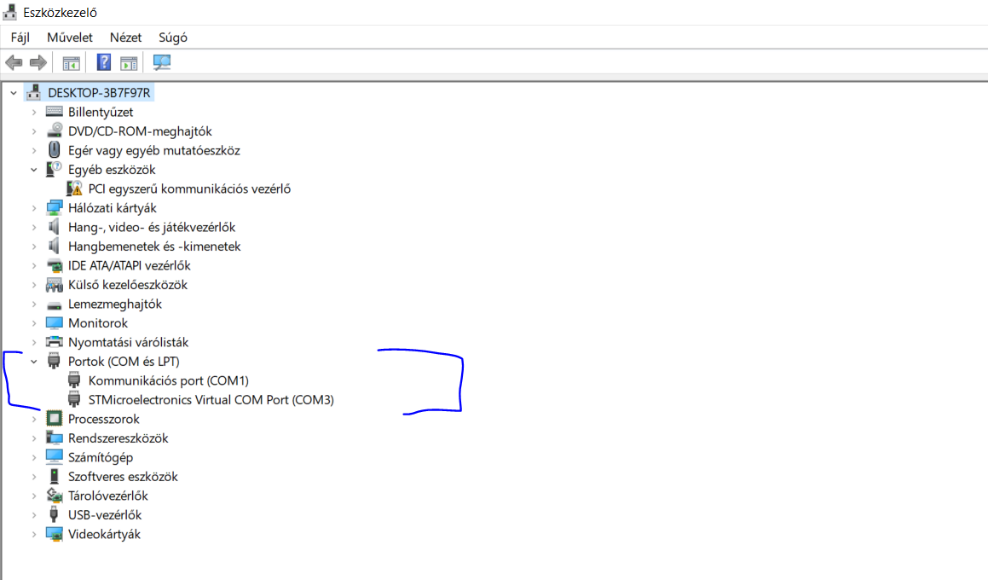 Eszközkezelő
Fájl Művelet Nézet Súgó
DESKTOP-3B7F97R
Billentyűzet
DVD/CD-ROM-meghajtók
Egér vagy egyéb mutatóeszköz
Egyéb eszközök
PCI egyszerű kommunikációs vezérlő
Hálózati kártyák
Hang-, video- és játékvezérlők
Hangbemenetek és -kimenetek
IDE ATA/ATAPI vezérlők
Külső kezelőeszközök
Lemezmeghajtók
Monitorok
Nyomtatási várólisták
Portok (COM és LPT)
Kommunikációs port (COM1)
STMicroelectronics Virtual COM Port (COM3)
Processzorok
Rendszereszközök
Számítógép
Szoftveres eszközök
Tárolóvezérlők
USB-vezérlők
Videokártyák